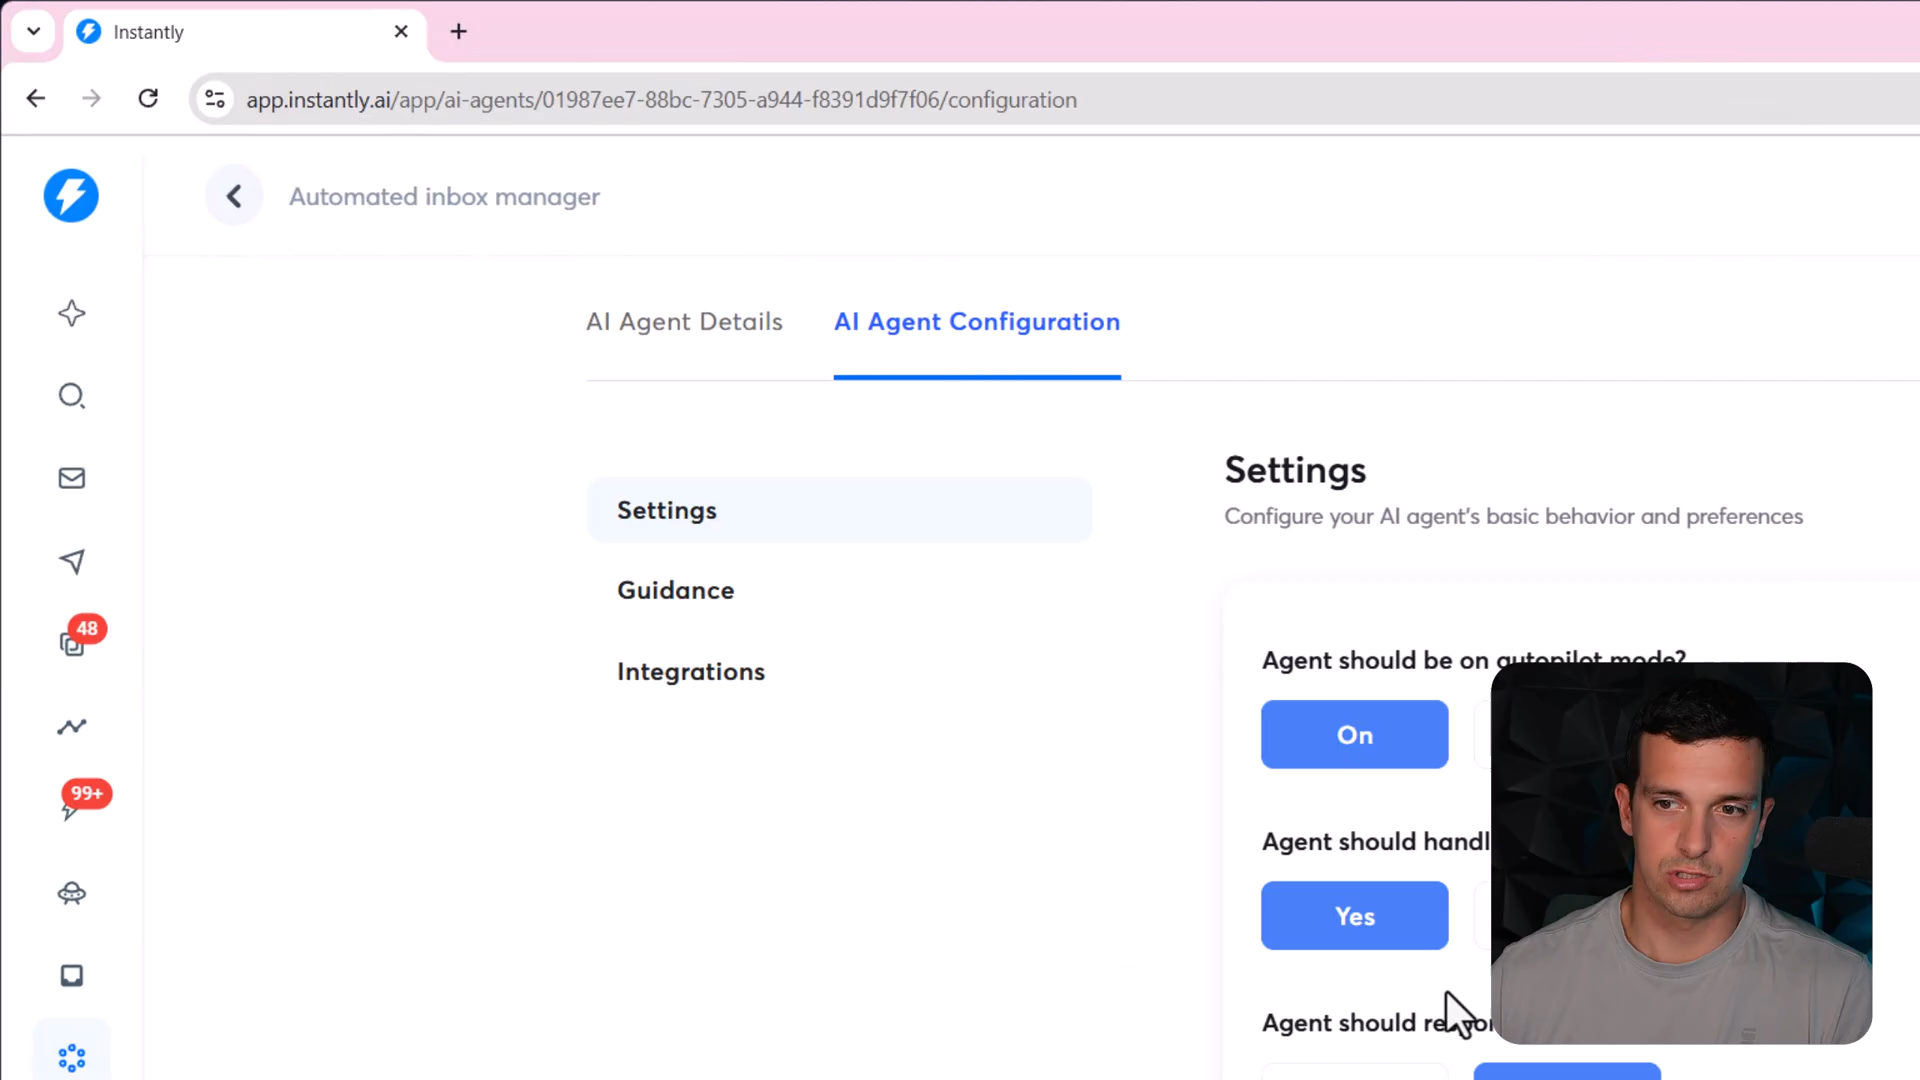 Instantly
app.instantly.ai/app/ai-agents/01987ee7-88bc-7305-a944-f8391d9f7f06/configuration
Automated inbox manager
AI Agent Details
AI Agent Configuration
Settings
Guidance
Integrations
Settings
Configure your AI agent's basic behavior and preferences
Agent should be on autopilot mode?
On
Agent should handl
Yes
Agent should
48
99+